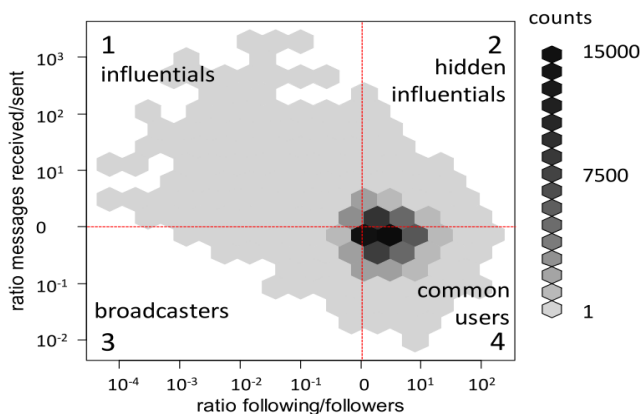 counts
15000
7500
1
ratio messages received/sent
10³
10²
10¹
0
10⁻¹
10⁻²
1
influentials
2
hidden
influentials
broadcasters
3
common
users
4
10⁻⁴
10⁻³
10⁻²
10⁻¹
0
10¹
10²
ratio following/followers